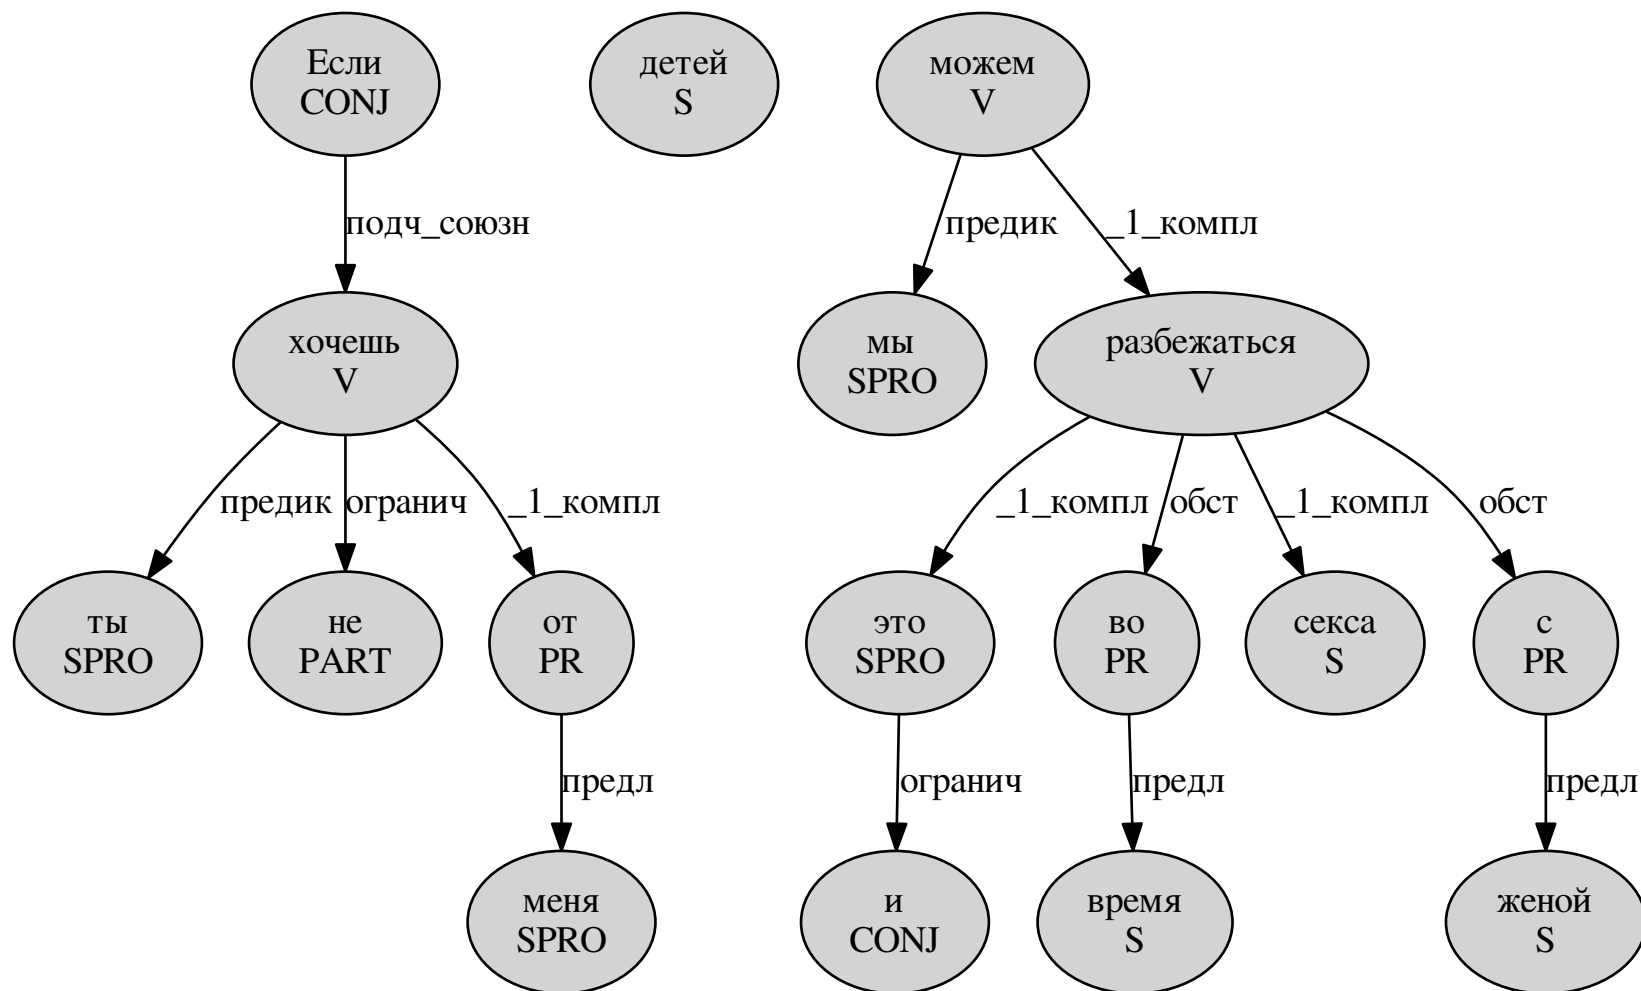 Если
CONJ
детей
S
можем
V
подч_союзн
предик
_1_компл
хочешь
V
мы
SPRO
разбежаться
V
предик
огранич
_1_компл
_1_компл
обст
_1_компл
обст
ты
SPRO
не
PART
от
PR
это
SPRO
во
PR
секса
S
с
PR
предл
огранич
предл
предл
меня
SPRO
и
CONJ
время
S
женой
S